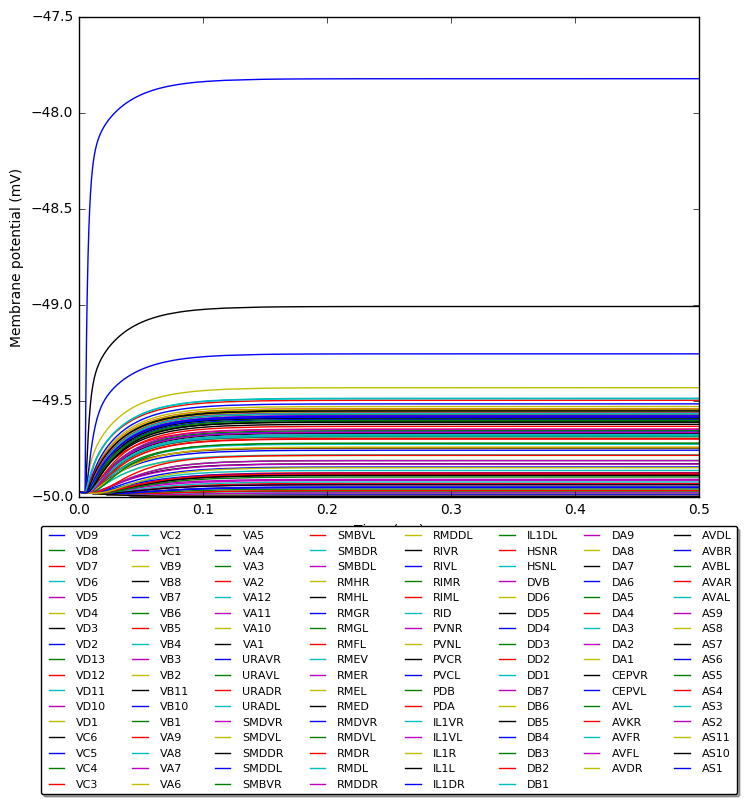 −47.5
−48.0
−48.5
−49.0
−49.5
−50.0
Membrane potential (mV)
0.0 0.1 0.2 0.3 0.4 0.5
VD9 VC2 VA5 SMBVL RMDDL IL1DL DA9 AVDL
VD8 VC1 VA4 SMBDR RIVR HSNR DA8 AVBR
VD7 VB9 VA3 SMBDL RIVL HSNL DA7 AVBL
VD6 VB8 VA2 RMHR RIMR DVB DA6 AVAR
VD5 VB7 VA12 RMHL RIML DD6 DA5 AVAL
VD4 VB6 VA11 RMGR RID DD5 DA4 AS9
VD3 VB5 VA10 RMGL PVNR DD4 DA3 AS8
VD2 VB4 VA1 RMFL PVNL DD3 DA2 AS7
VD13 VB3 URAVR RMEV PVCR DD2 DA1 AS6
VD12 VB2 URAVL RMER PVCL DD1 CEPVR AS5
VD11 VB11 URADR RMEL PDB DB7 CEPVL AS4
VD10 VB10 URADL RMED PDA DB6 AVL AS3
VD1 VB1 SMDVR RMDVR IL1VR DB5 AVKR AS2
VC6 VA9 SMDVL RMDVL IL1VL DB4 AVFR AS11
VC5 VA8 SMDDR RMDR IL1R DB3 AVFL AS10
VC4 VA7 SMDDL RMDL IL1L DB2 AVDR AS1
VC3 VA6 SMBVR RMDDR IL1DR DB1